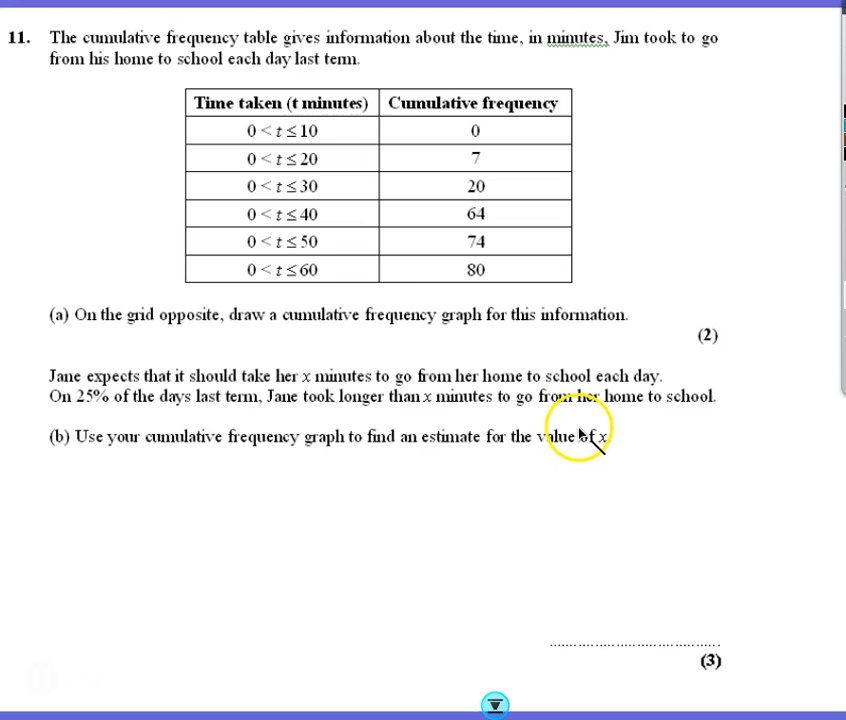 11. The cumulative frequency table gives information about the time, in minutes, Jim took to go
from his home to school each day last term.
Time taken (t minutes) Cumulative frequency
0 < t ≤ 10 0
0 < t ≤ 20 7
0 < t ≤ 30 20
0 < t ≤ 40 64
0 < t ≤ 50 74
0 < t ≤ 60 80
(a) On the grid opposite, draw a cumulative frequency graph for this information.
(2)
Jane expects that it should take her x minutes to go from her home to school each day.
On 25% of the days last term, Jane took longer than x minutes to go from her home to school.
(b) Use your cumulative frequency graph to find an estimate for the value of x
(3)